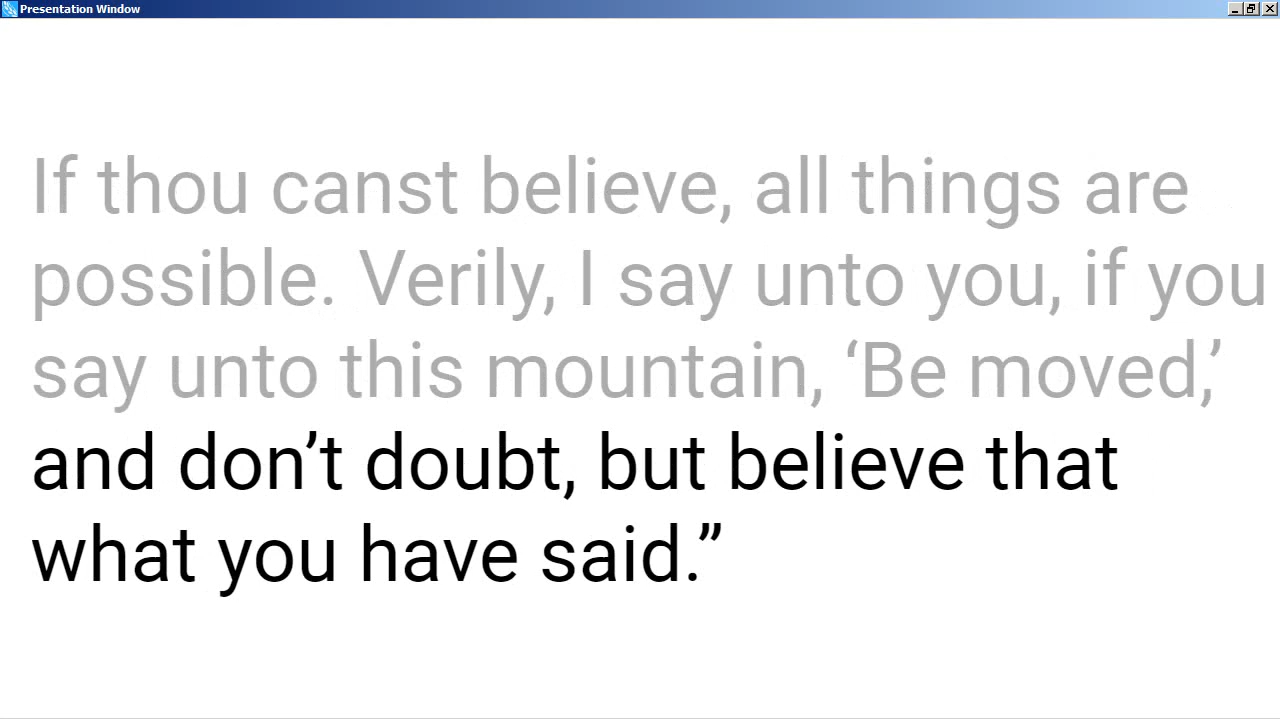 Presentation Window
If thou canst believe, all things are
possible. Verily, I say unto you, if you
say unto this mountain, ‘Be moved,’
and don’t doubt, but believe that
what you have said.”